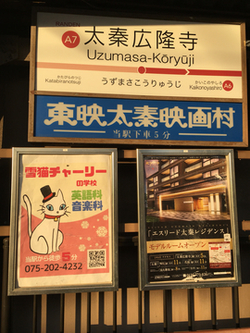 A7
太秦広隆寺
Uzumasa-Kōryūji
うずまさこうりゅうじ
Katabiranotsuji
Kaikonoyashiro
A6
東映太秦映画村
当駅下車5分
雪猫チャーリー
の学校
英語科
音楽科
当駅から徒歩5分
075-202-4232
「エスリード太秦レジデンス」
モデルルームオープン